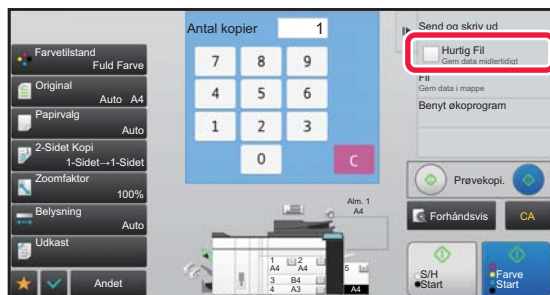 Antal kopier 1
Farvetilstand
Fuld Farve
Original
Auto A4
Papirvalg
Auto
2-Sidet Kopi
1-Sidet→1-Sidet
Zoomfaktor
100%
Belysning
Auto
Udkast
Andet
7 8 9
4 5 6
1 2 3
0 C
Alm. 1
A4
1 2
A4 A4
3 B4
4 A3
5
A4
Send og skriv ud
Hurtig Fil
Gem data midlertidigt
Fil
Gem data i mappe
Benyt økoprogram
Prøvekopi.
Forhåndsvis CA
S/H
Start
Farve
Start